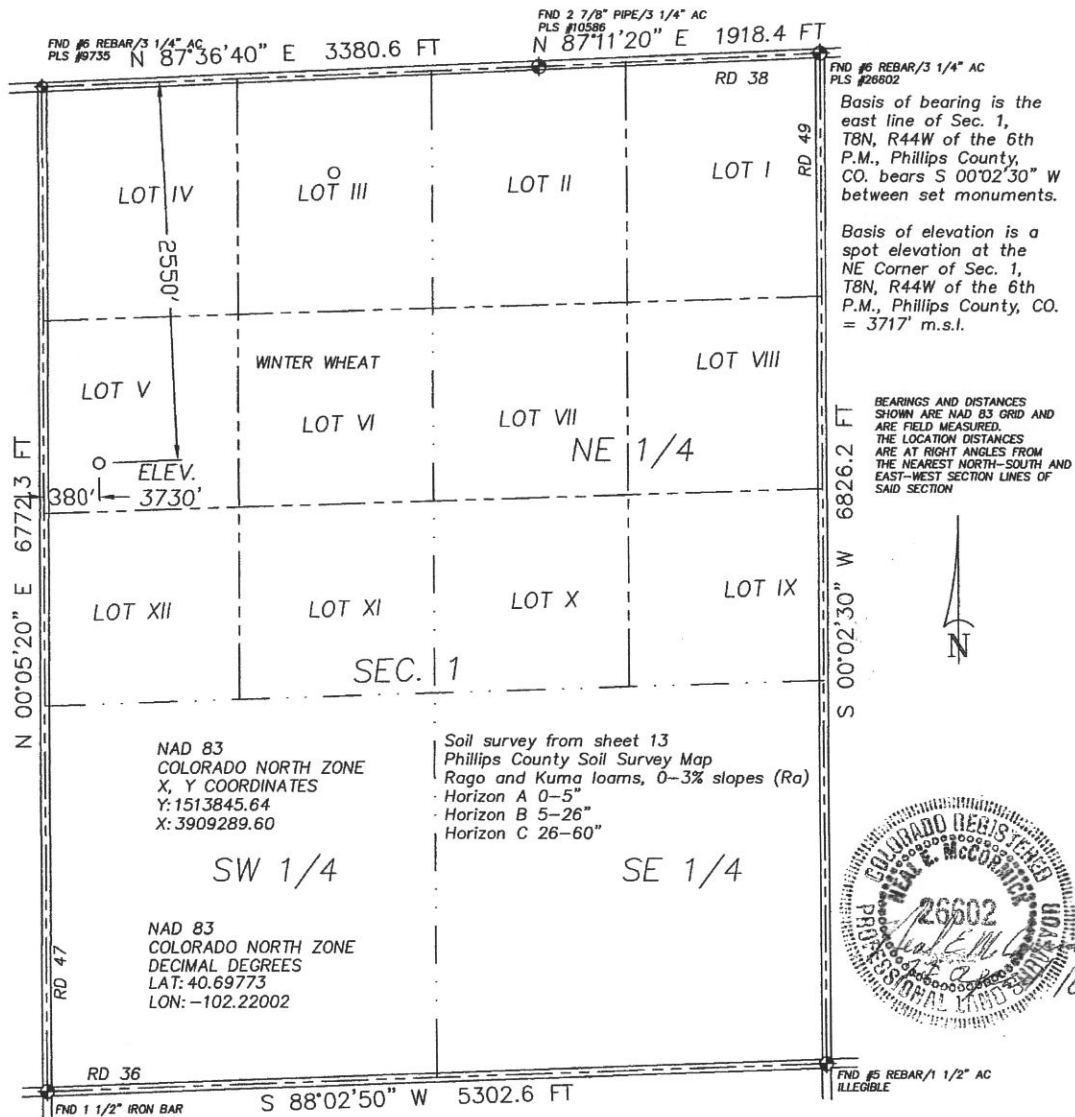 FND 2 7/8" PIPE/3 1/4" AC
PLS #10586
FND #6 REBAR/3 1/4" AC
PLS #9735
N 87°36'40" E 3380.6 FT
N 87°11'20" E 1918.4 FT
FND #6 REBAR/3 1/4" AC
PLS #26602
RD 38
RD 49
Basis of bearing is the
east line of Sec. 1,
T8N, R44W of the 6th
P.M., Phillips County,
CO. bears S 00°02'30" W
between set monuments.
Basis of elevation is a
spot elevation at the
NE Corner of Sec. 1,
T8N, R44W of the 6th
P.M., Phillips County, CO.
= 3717' m.s.l.
LOT IV
LOT III
LOT II
LOT I
2550'
WINTER WHEAT
LOT V
LOT VI
LOT VII
LOT VIII
NE 1/4
ELEV.
3730'
380'
BEARINGS AND DISTANCES
SHOWN ARE NAD 83 GRID AND
ARE FIELD MEASURED.
THE LOCATION DISTANCES
ARE AT RIGHT ANGLES FROM
THE NEAREST NORTH-SOUTH AND
EAST-WEST SECTION LINES OF
SAID SECTION
N 00°05'20" E 6772.3 FT
S 00°02'30" W 6826.2 FT
LOT XII
LOT XI
LOT X
LOT IX
N
SEC. 1
NAD 83
COLORADO NORTH ZONE
X, Y COORDINATES
Y: 1513845.64
X: 3909289.60
Soil survey from sheet 13
Phillips County Soil Survey Map
Rago and Kuma loams, 0-3% slopes (Ra)
Horizon A 0-5"
Horizon B 5-26"
Horizon C 26-60"
SW 1/4
SE 1/4
NAD 83
COLORADO NORTH ZONE
DECIMAL DEGREES
LAT: 40.69773
LON: -102.22002
COLORADO REGISTERED
NEAL E. McCORMICK
26602
PROFESSIONAL LAND SURVEYOR
RD 47
RD 36
FND 1 1/2" IRON BAR
S 88°02'50" W 5302.6 FT
FND #5 REBAR/1 1/2" AC
ILLEGIBLE